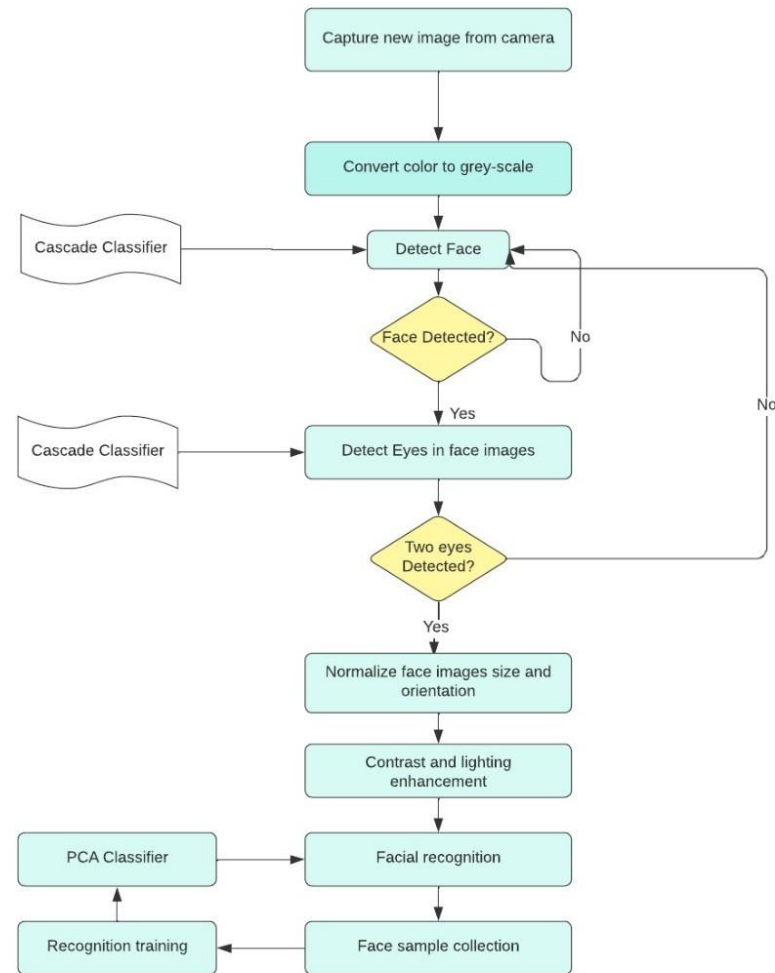 Capture new image from camera
Convert color to grey-scale
Cascade Classifier
Detect Face
Face Detected?
No
No
Yes
Cascade Classifier
Detect Eyes in face images
Two eyes
Detected?
Yes
Normalize face images size and
orientation
Contrast and lighting
enhancement
PCA Classifier
Facial recognition
Recognition training
Face sample collection